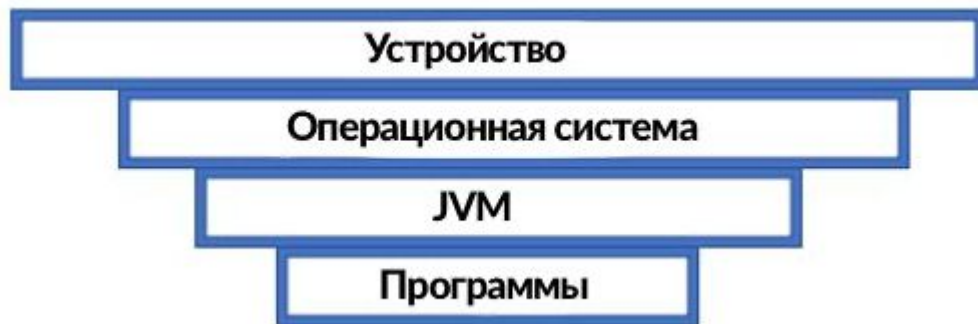 Устройство
Операционная система
JVM
Программы